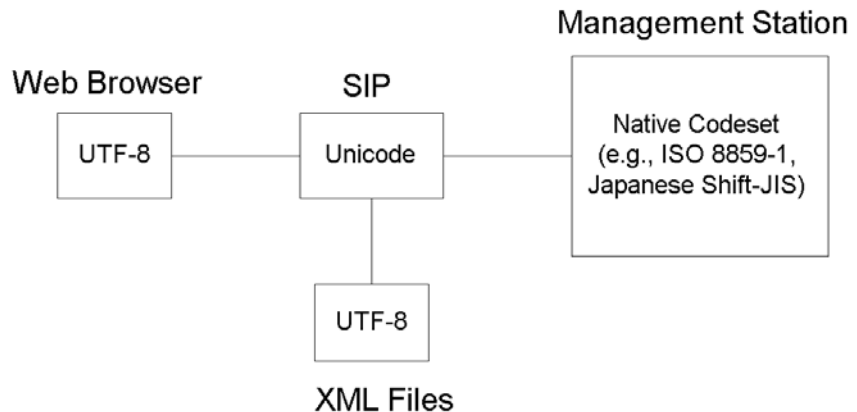 Management Station
Web Browser
SIP
UTF-8
Unicode
Native Codeset
(e.g., ISO 8859-1,
Japanese Shift-JIS)
UTF-8
XML Files